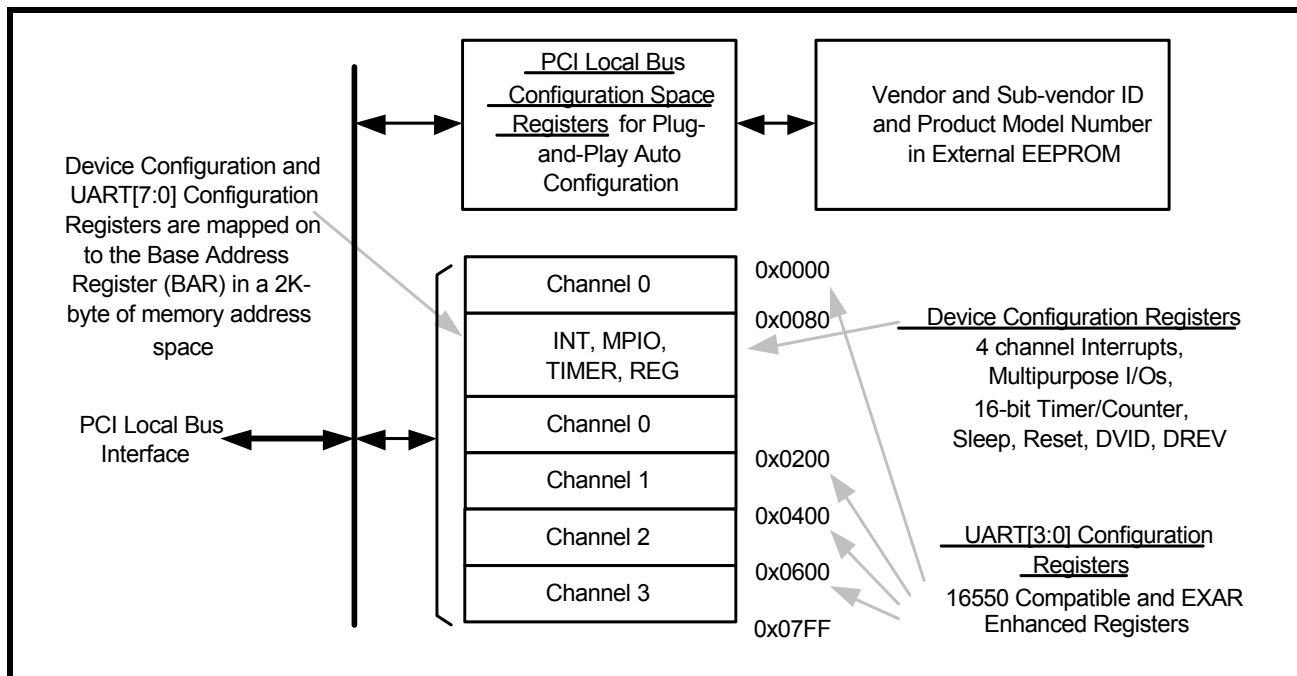 PCI Local Bus
Configuration Space
Registers for Plug-
and-Play Auto
Configuration
Vendor and Sub-vendor ID
and Product Model Number
in External EEPROM
Device Configuration and
UART[7:0] Configuration
Registers are mapped on
to the Base Address
Register (BAR) in a 2K-
byte of memory address
space
PCI Local Bus
Interface
Channel 0
INT, MPIO,
TIMER, REG
Channel 0
Channel 1
Channel 2
Channel 3
0x0000
0x0080
0x0200
0x0400
0x0600
0x07FF
Device Configuration Registers
4 channel Interrupts,
Multipurpose I/Os,
16-bit Timer/Counter,
Sleep, Reset, DVID, DREV
UART[3:0] Configuration
Registers
16550 Compatible and EXAR
Enhanced Registers